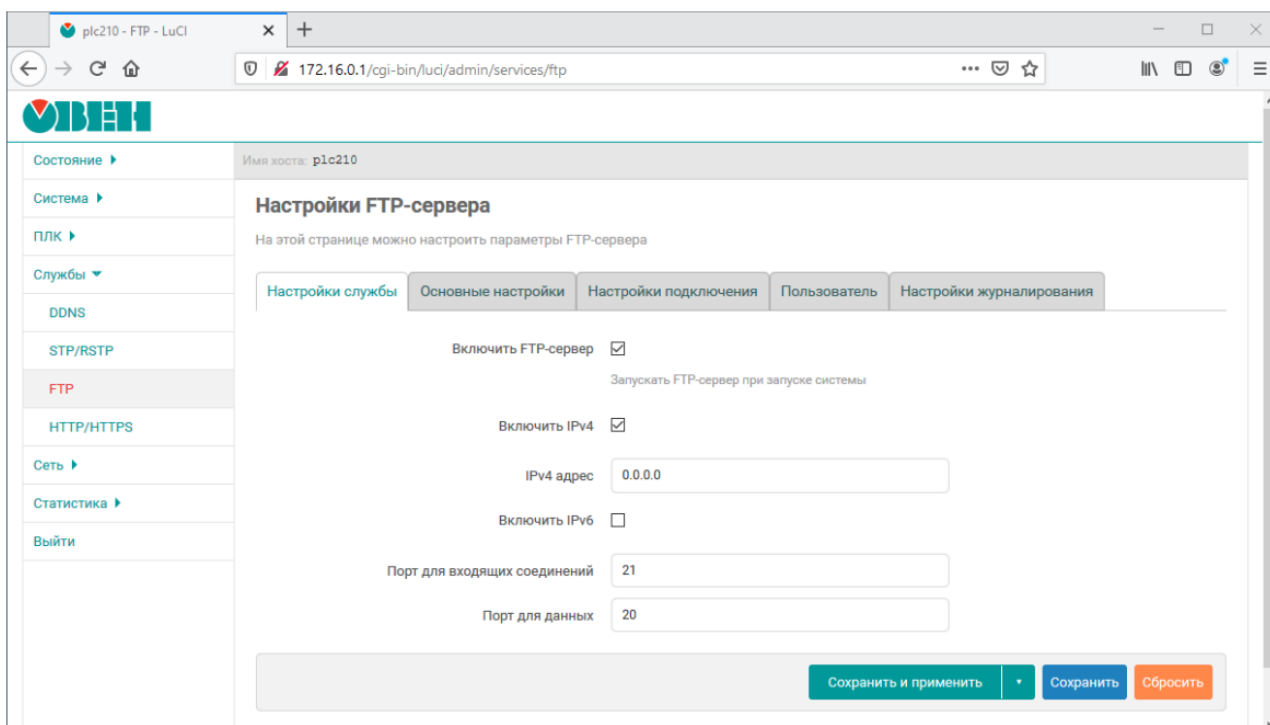 plc210 - FTP - LuCI
172.16.0.1/cgi-bin/luci/admin/services/ftp
ОВЕН
Состояние
Имя хоста: plc210
Система
Настройки FTP-сервера
ПЛК
На этой странице можно настроить параметры FTP-сервера
Службы
Настройки службы Основные настройки Настройки подключения Пользователь Настройки журналирования
DDNS
STP/RSTP
Включить FTP-сервер
Запускать FTP-сервер при запуске системы
FTP
HTTP/HTTPS
Включить IPv4
Сеть
IPv4 адрес 0.0.0.0
Статистика
Включить IPv6
Выйти
Порт для входящих соединений 21
Порт для данных 20
Сохранить и применить Сохранить Сбросить